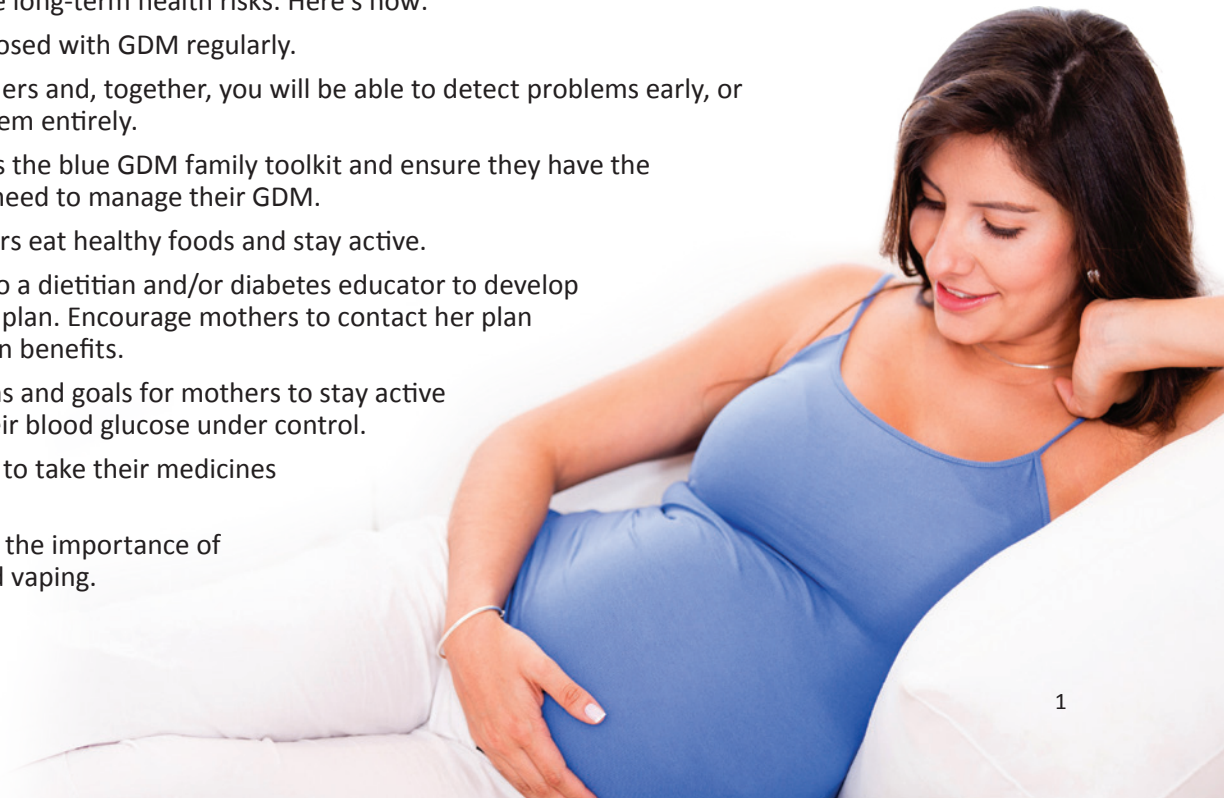 long-term health risks. Here's how:
osed with GDM regularly.
ers and, together, you will be able to detect problems early, or
em entirely.
s the blue GDM family toolkit and ensure they have the
need to manage their GDM.
rs eat healthy foods and stay active.
o a dietitian and/or diabetes educator to develop
plan. Encourage mothers to contact her plan
n benefits.
ns and goals for mothers to stay active
eir blood glucose under control.
to take their medicines
the importance of
d vaping.
1